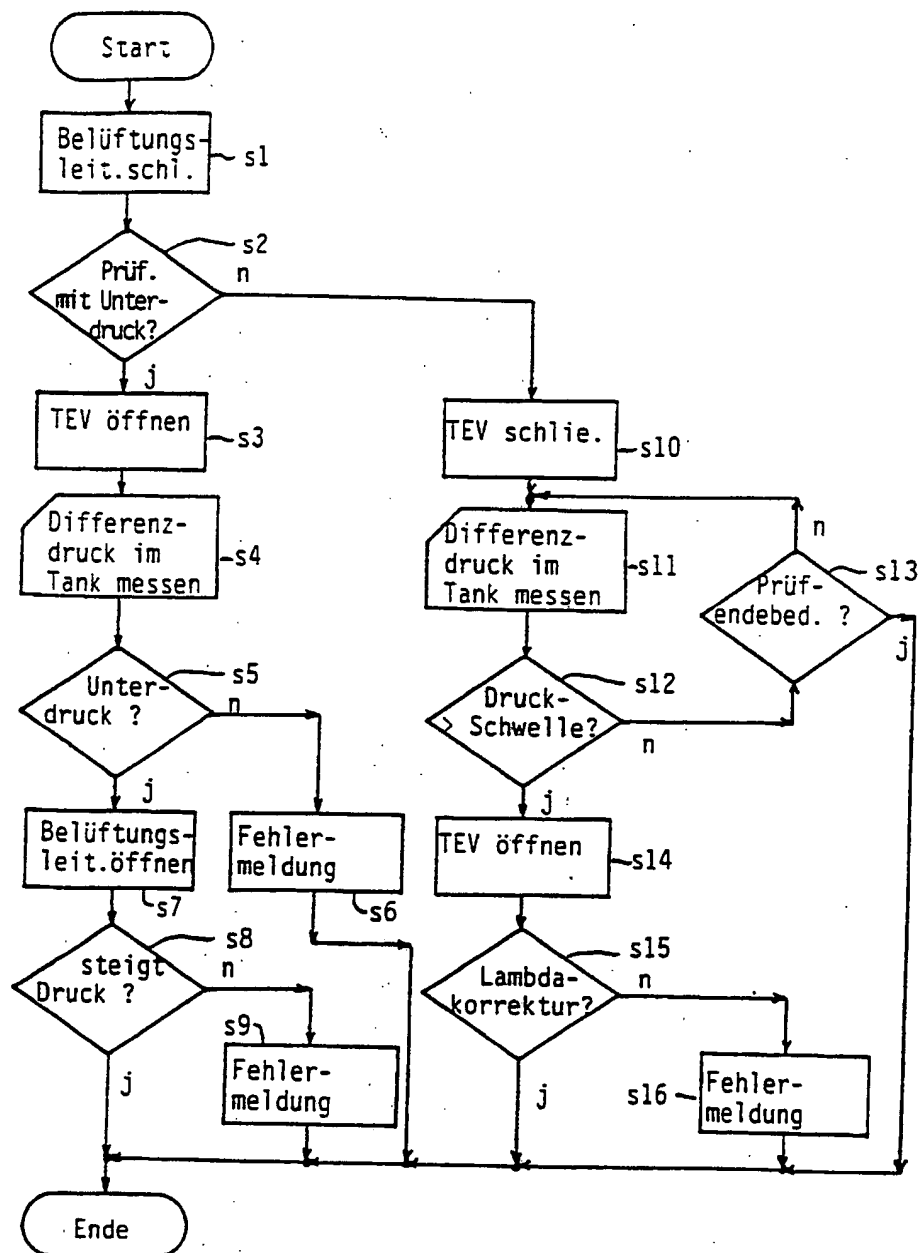 Start
Belüftungs-
leit.schl.
s1
s2
Prüf.
mit Unter-
druck?
n
j
TEV öffnen
s3
Differenz-
druck im
Tank messen
s4
Unter-
druck ?
s5
n
j
Belüftungs-
leit.öffnen
s7
Fehler-
meldung
s6
steigt
Druck ?
s8
n
j
s9
Fehler-
meldung
TEV schlie.
s10
Differenz-
druck im
Tank messen
s11
n
s13
Prüf-
endebed. ?
j
Druck-
> Schwelle?
s12
n
j
TEV öffnen
s14
Lambda-
korrektur?
s15
n
j
s16
Fehler-
meldung
Ende